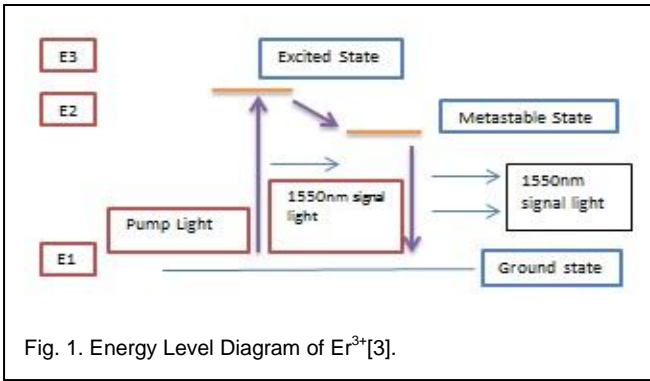 E3
Excited State
E2
Metastable State
1550nm signal
light
1550nm
signal light
Pump Light
E1
Ground state
Fig. 1. Energy Level Diagram of Er³⁺[3].